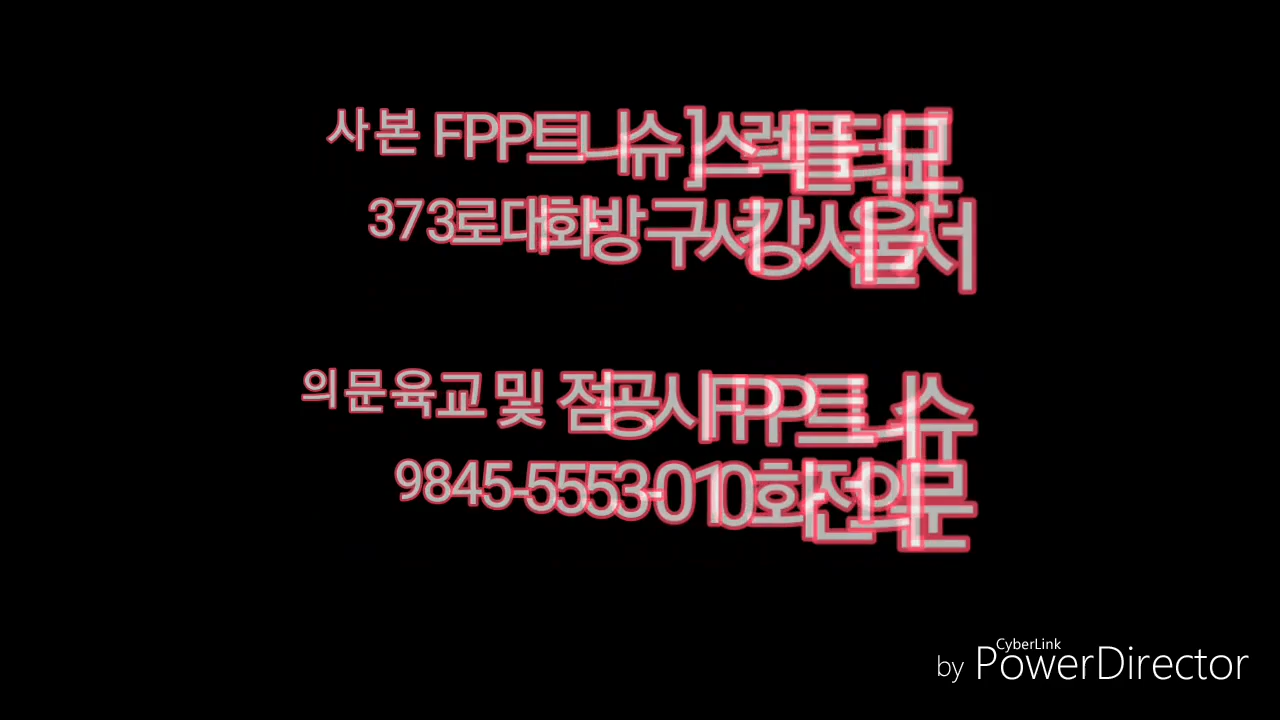 사본 FPP트니슈 ]스렉플터모
373로대화방 구서강시울서
의문육교 및 점공시FPP트니슈
9845-5553-010화전의문
by CyberLink PowerDirector